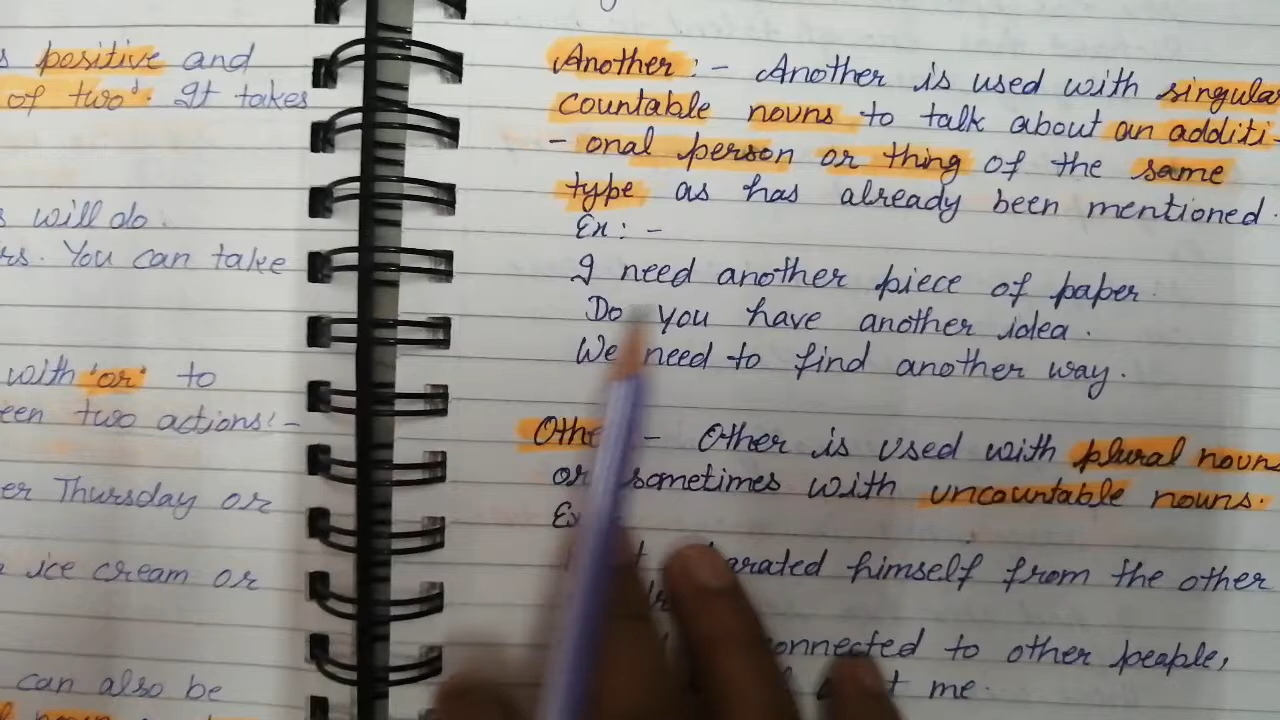 positive and
of two'. It takes
will do.
You can take
with 'or' to
two actions:-
Thursday or
ice cream or
can also be
Another :- Another is used with singular
countable nouns to talk about an additi-
- onal person or thing of the same
type as has already been mentioned.
Ex: -
I need another piece of paper.
Do you have another idea.
We need to find another way.
- Other is used with plural nouns
or sometimes with uncountable nouns.
himself from the other
to other people,
me.